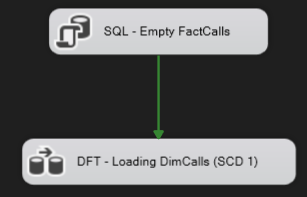 SQL - Empty FactCalls
DFT - Loading DimCalls (SCD 1)